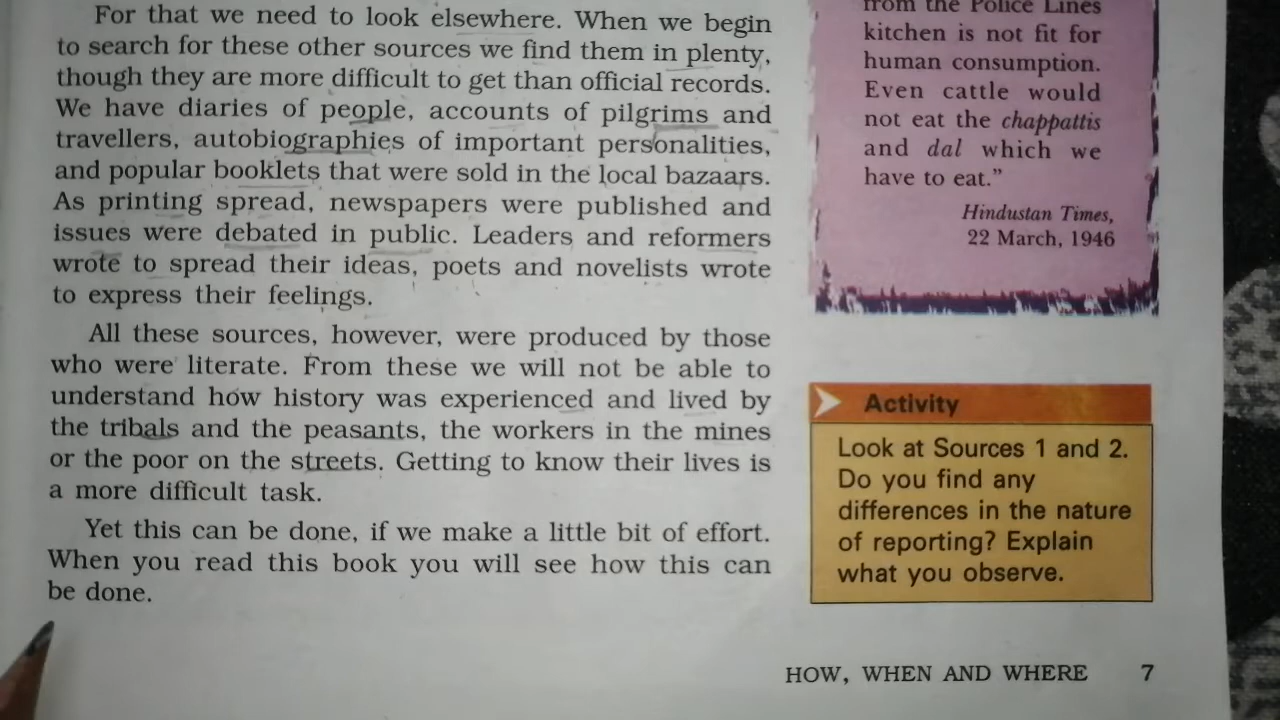 For that we need to look elsewhere. When we begin
to search for these other sources we find them in plenty,
though they are more difficult to get than official records.
We have diaries of people, accounts of pilgrims and
travellers, autobiographies of important personalities,
and popular booklets that were sold in the local bazaars.
As printing spread, newspapers were published and
issues were debated in public. Leaders and reformers
wrote to spread their ideas, poets and novelists wrote
to express their feelings.
All these sources, however, were produced by those
who were literate. From these we will not be able to
understand how history was experienced and lived by
the tribals and the peasants, the workers in the mines
or the poor on the streets. Getting to know their lives is
a more difficult task.
Yet this can be done, if we make a little bit of effort.
When you read this book you will see how this can
be done.
from the Police Lines
kitchen is not fit for
human consumption.
Even cattle would
not eat the chappattis
and dal which we
have to eat.”
Hindustan Times,
22 March, 1946
Activity
Look at Sources 1 and 2.
Do you find any
differences in the nature
of reporting? Explain
what you observe.
HOW, WHEN AND WHERE 7